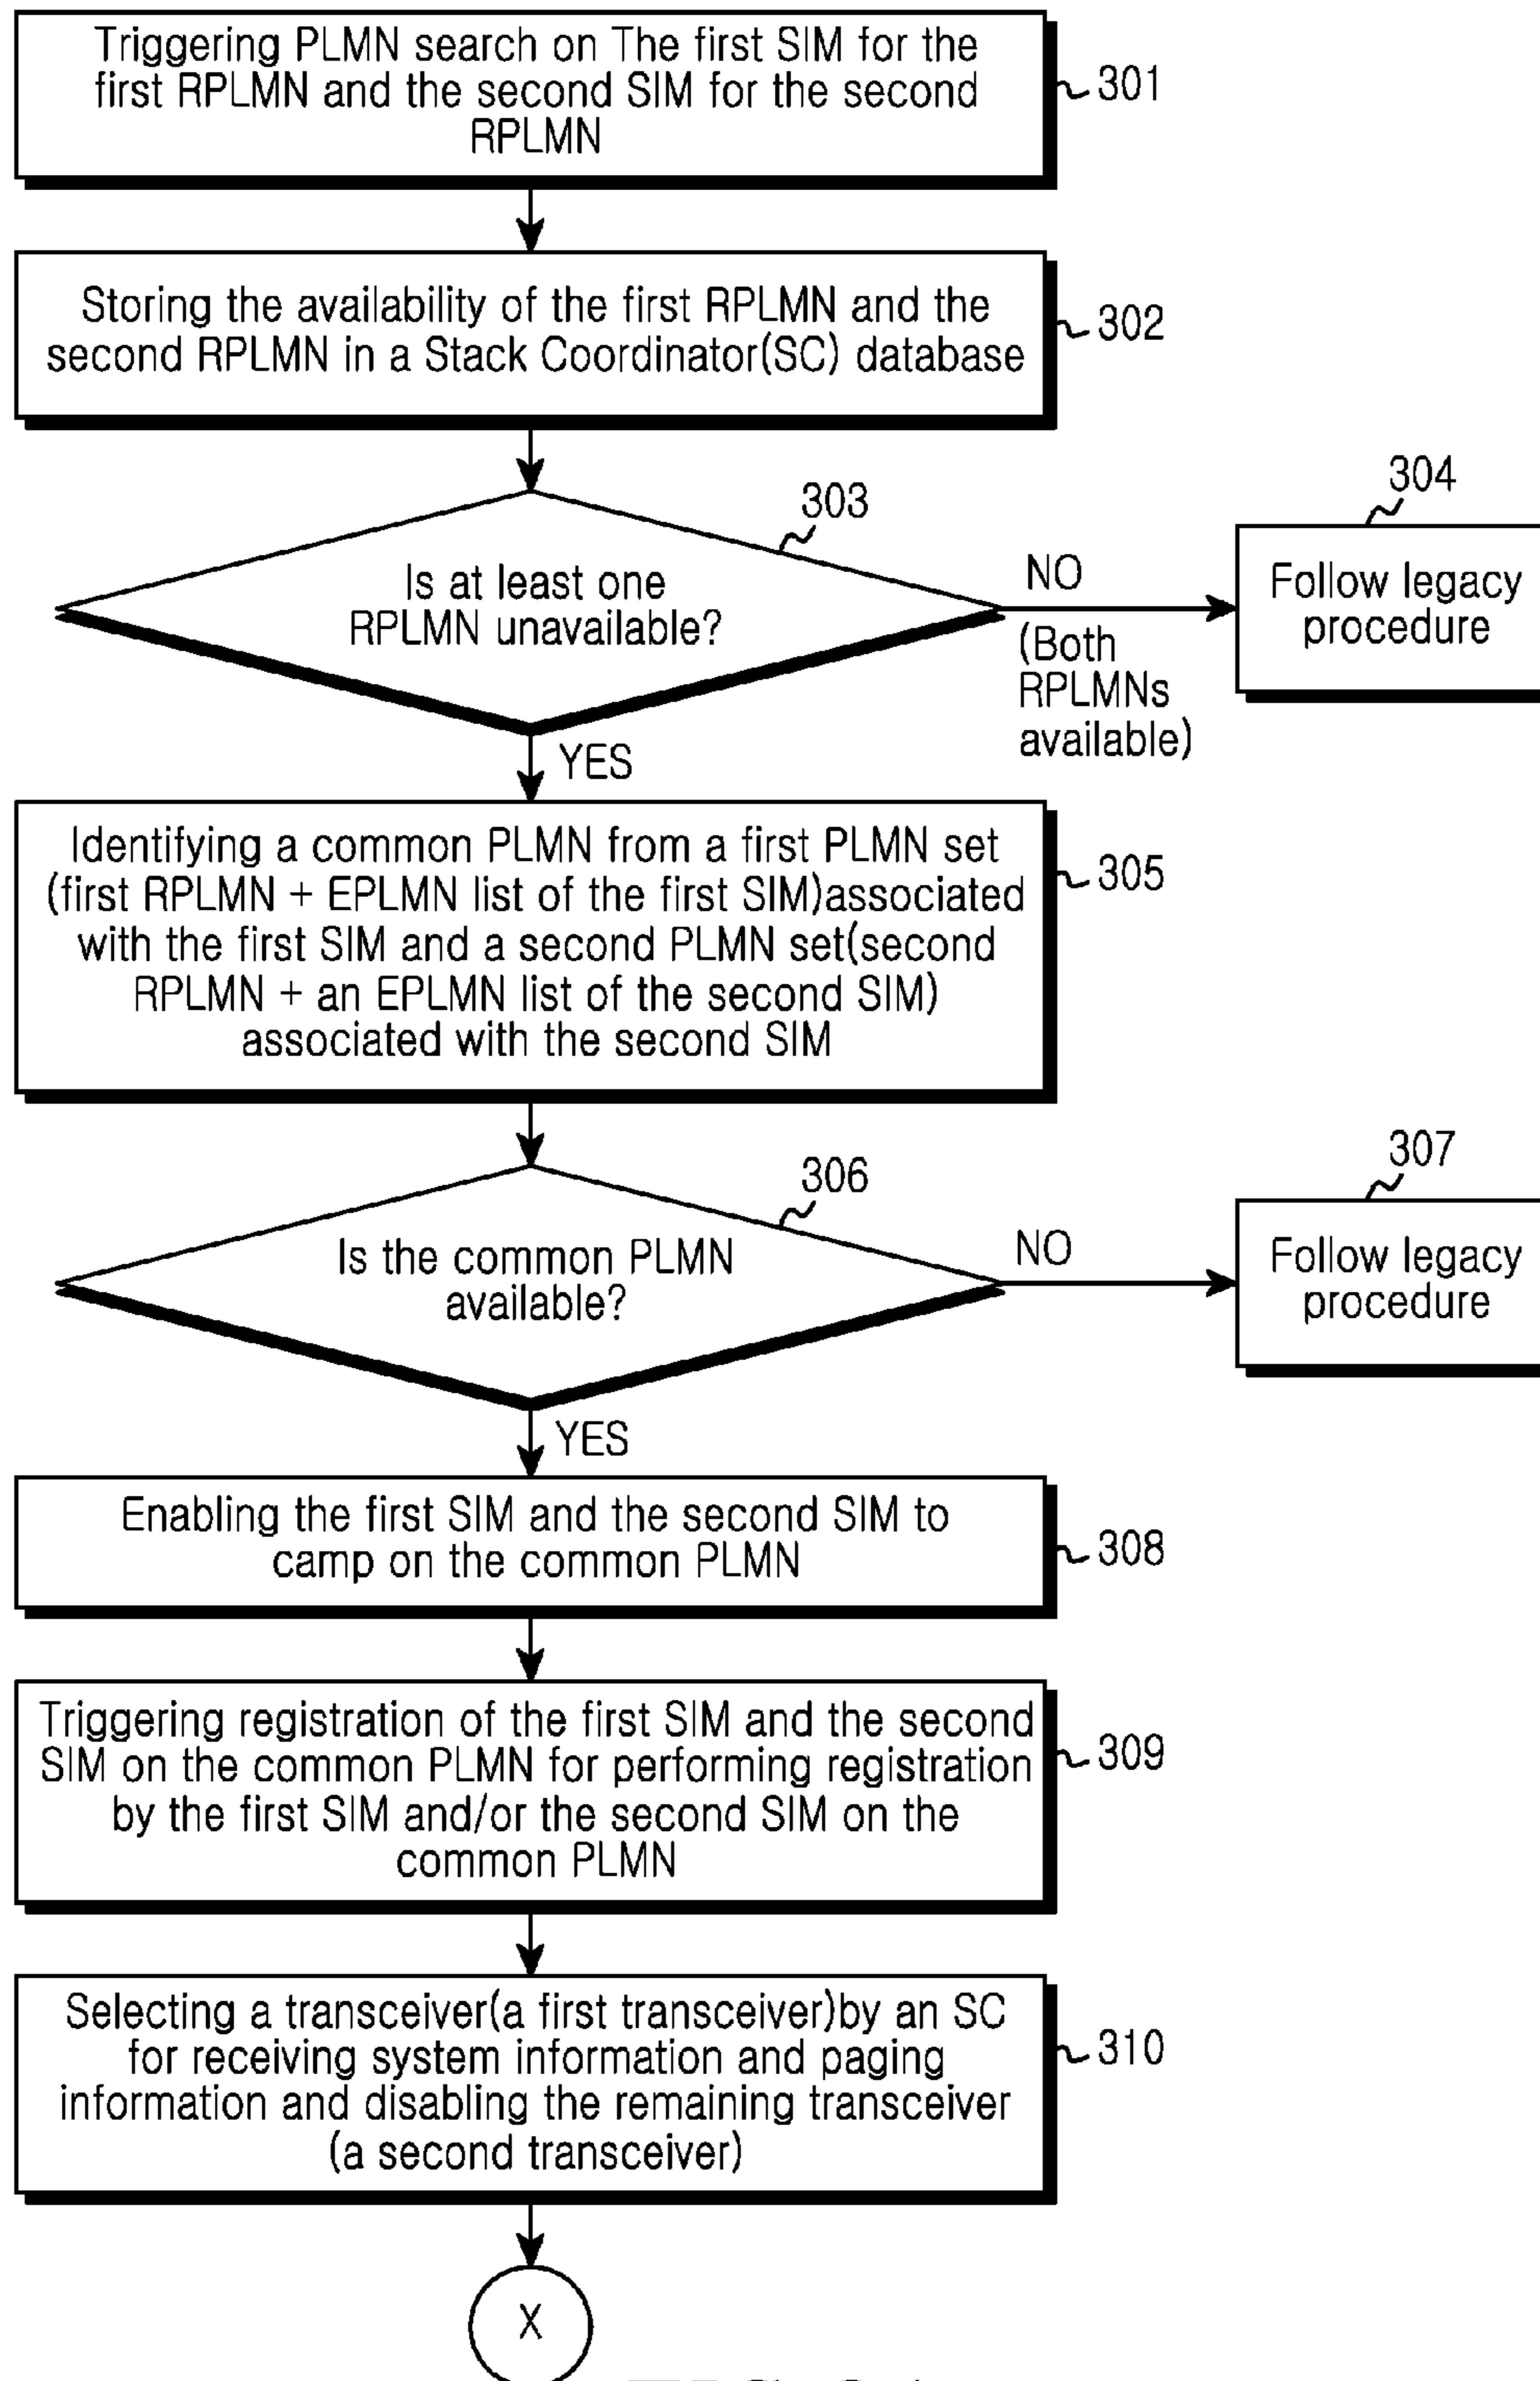 Triggering PLMN search on The first SIM for the
first RPLMN and the second SIM for the second
RPLMN
301
Storing the availability of the first RPLMN and the
second RPLMN in a Stack Coordinator(SC) database
302
303
Is at least one
RPLMN unavailable?
NO
(Both
RPLMNs
available)
304
Follow legacy
procedure
YES
Identifying a common PLMN from a first PLMN set
(first RPLMN + EPLMN list of the first SIM)associated
with the first SIM and a second PLMN set(second
RPLMN + an EPLMN list of the second SIM)
associated with the second SIM
305
306
Is the common PLMN
available?
NO
307
Follow legacy
procedure
YES
Enabling the first SIM and the second SIM to
camp on the common PLMN
308
Triggering registration of the first SIM and the second
SIM on the common PLMN for performing registration
by the first SIM and/or the second SIM on the
common PLMN
309
Selecting a transceiver(a first transceiver)by an SC
for receiving system information and paging
information and disabling the remaining transceiver
(a second transceiver)
310
X